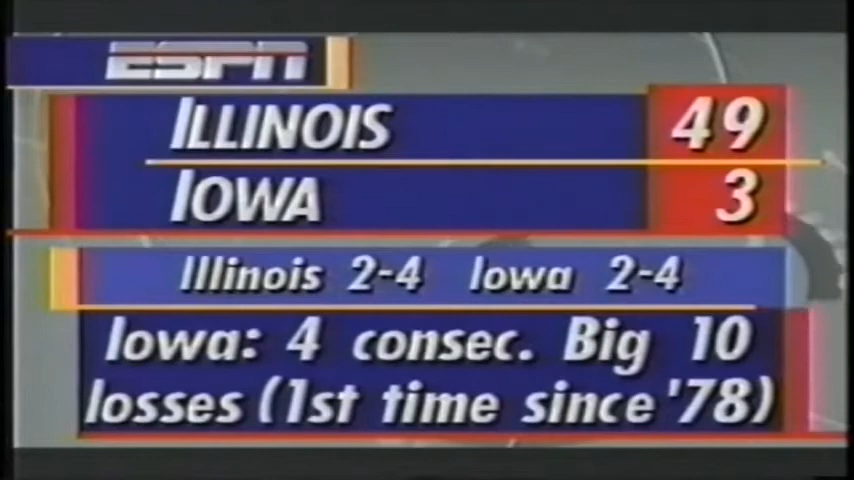 ESPN
ILLINOIS 49
IOWA 3
Illinois 2-4 Iowa 2-4
Iowa: 4 consec. Big 10
losses (1st time since '78)